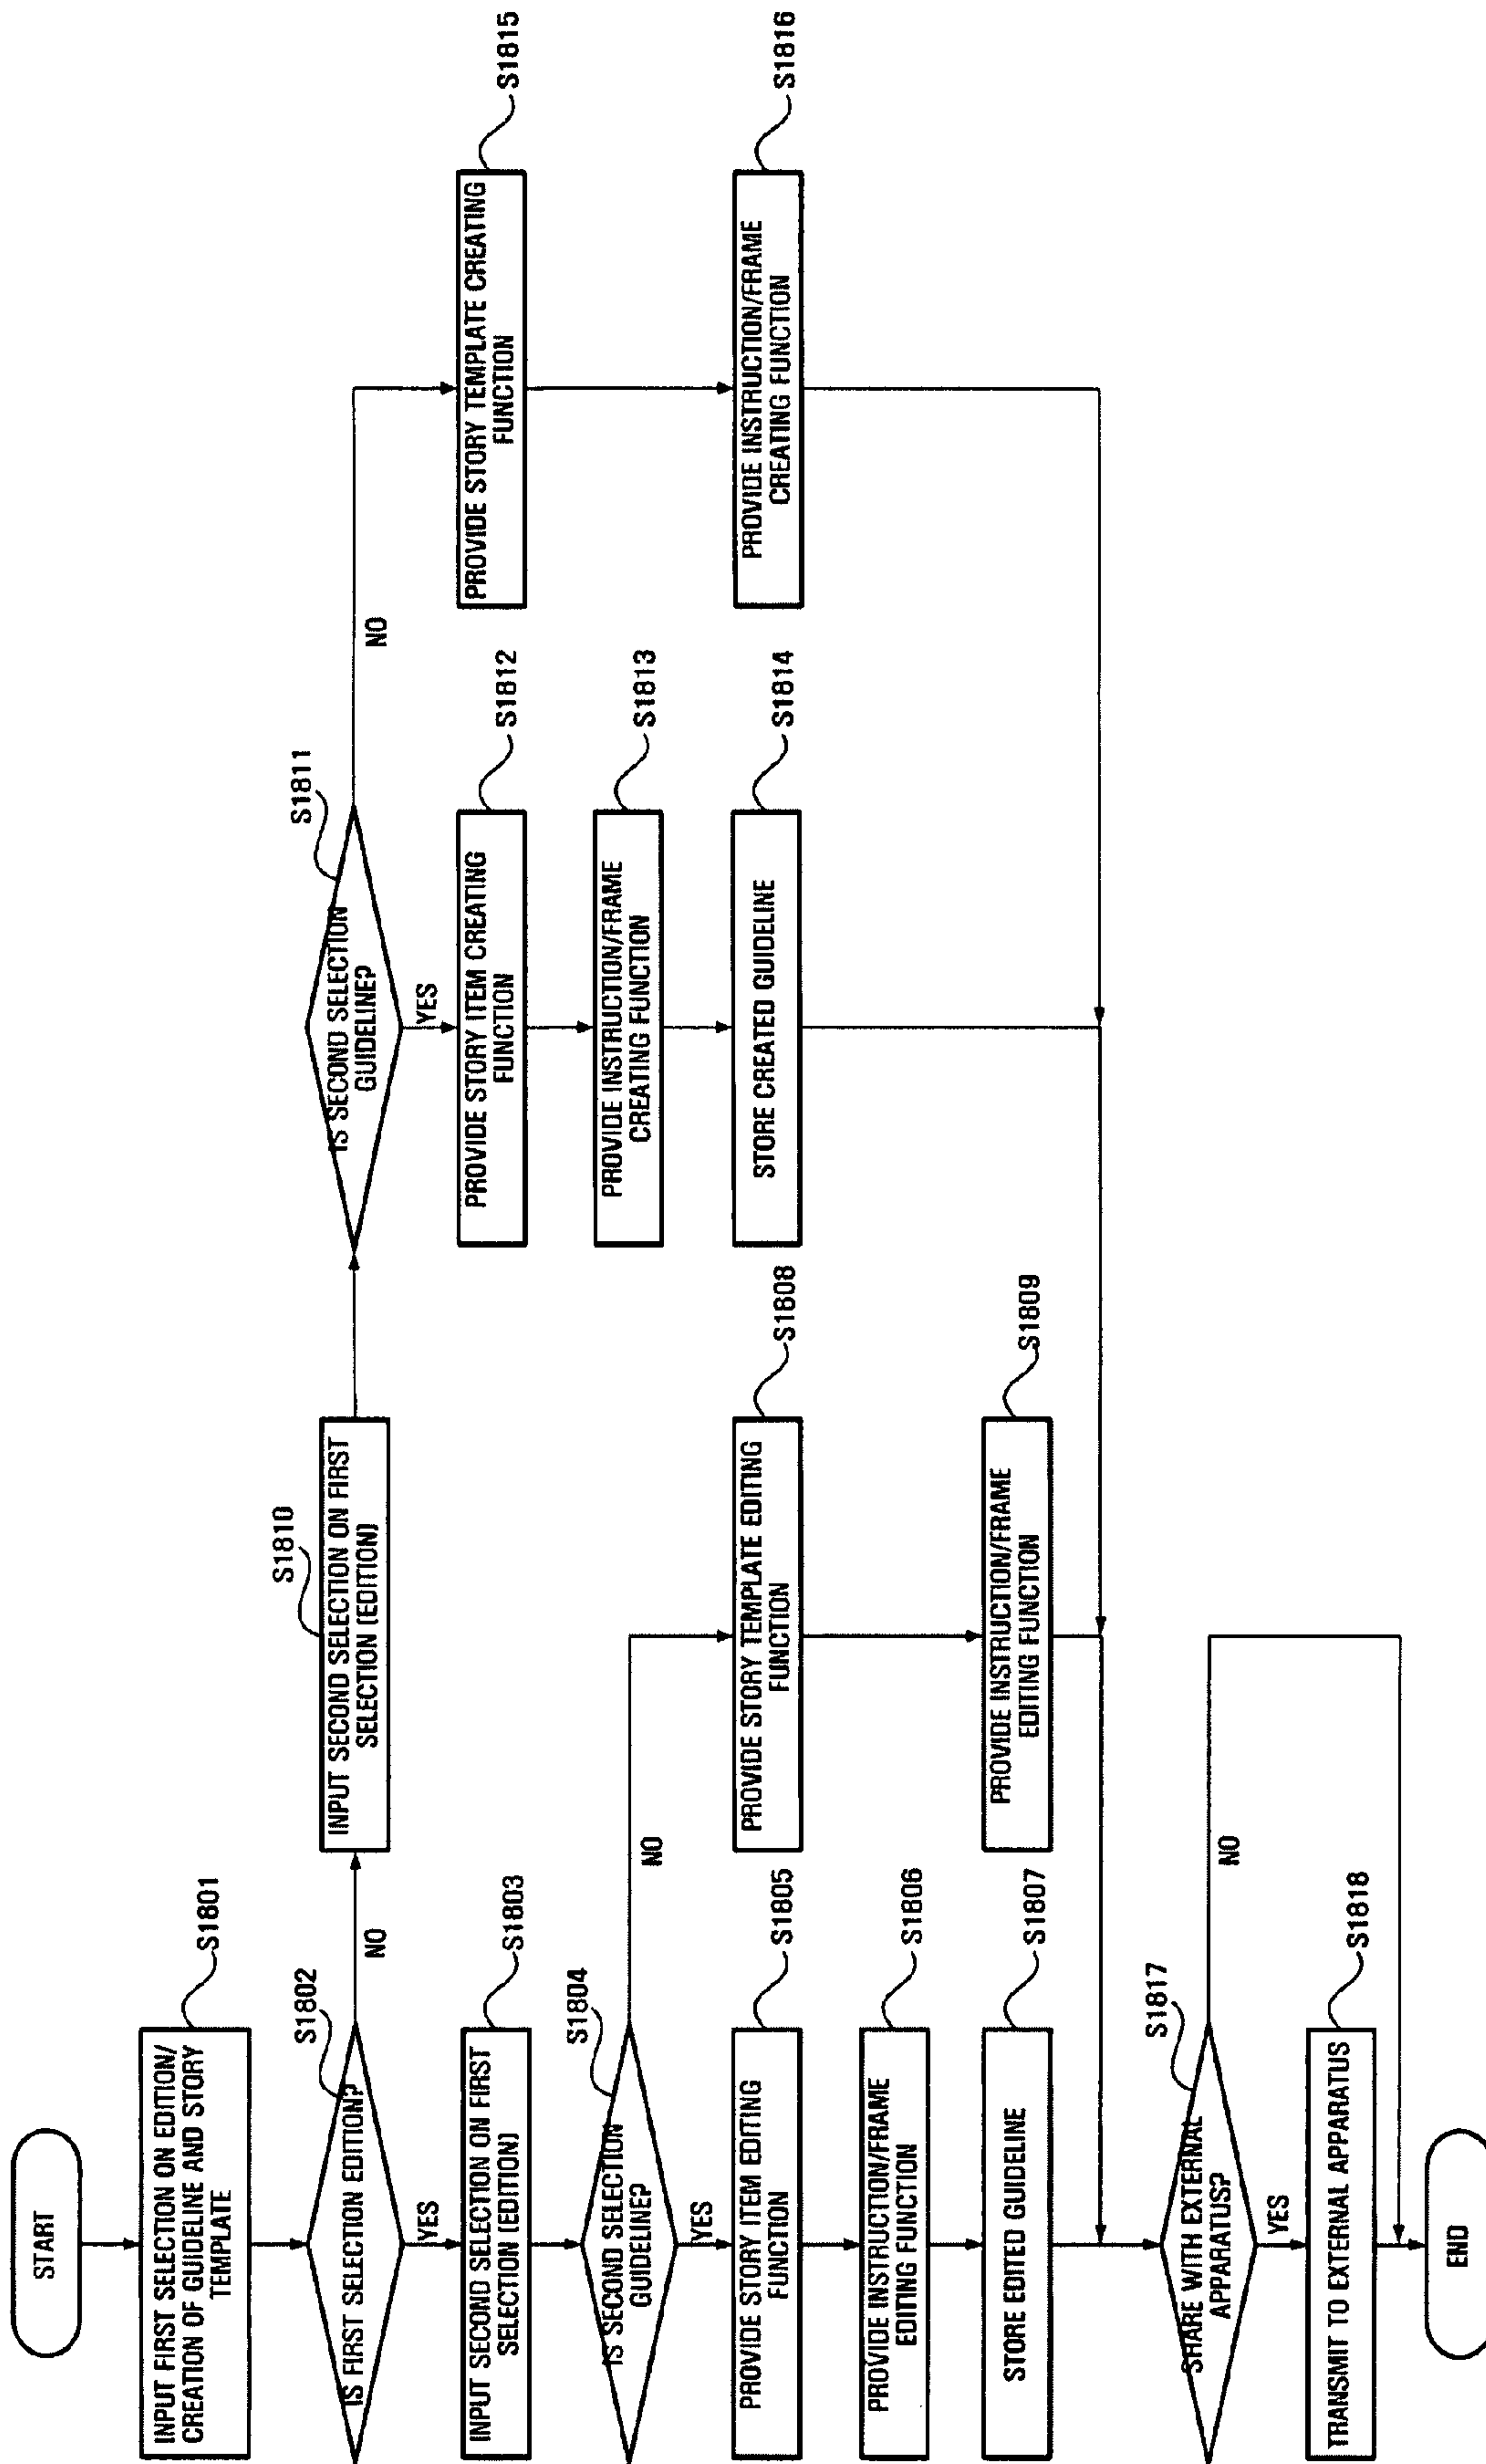 START
INPUT FIRST SELECTION ON EDITION/
CREATION OF GUIDELINE AND STORY
TEMPLATE
S1801
IS FIRST SELECTION EDITION?
S1802
NO
YES
INPUT SECOND SELECTION ON FIRST
SELECTION (EDITION)
S1803
IS SECOND SELECTION
GUIDELINE?
S1804
NO
YES
PROVIDE STORY ITEM EDITING
FUNCTION
S1805
PROVIDE INSTRUCTION/FRAME
EDITING FUNCTION
S1806
STORE EDITED GUIDELINE
S1807
PROVIDE STORY TEMPLATE EDITING
FUNCTION
S1808
PROVIDE INSTRUCTION/FRAME
EDITING FUNCTION
S1809
INPUT SECOND SELECTION ON FIRST
SELECTION (EDITION)
S1810
IS SECOND SELECTION
GUIDELINE?
S1811
NO
YES
PROVIDE STORY ITEM CREATING
FUNCTION
S1812
PROVIDE INSTRUCTION/FRAME
CREATING FUNCTION
S1813
STORE CREATED GUIDELINE
S1814
PROVIDE STORY TEMPLATE CREATING
FUNCTION
S1815
PROVIDE INSTRUCTION/FRAME
CREATING FUNCTION
S1816
SHARE WITH EXTERNAL
APPARATUS?
S1817
NO
YES
TRANSMIT TO EXTERNAL APPARATUS
S1818
END